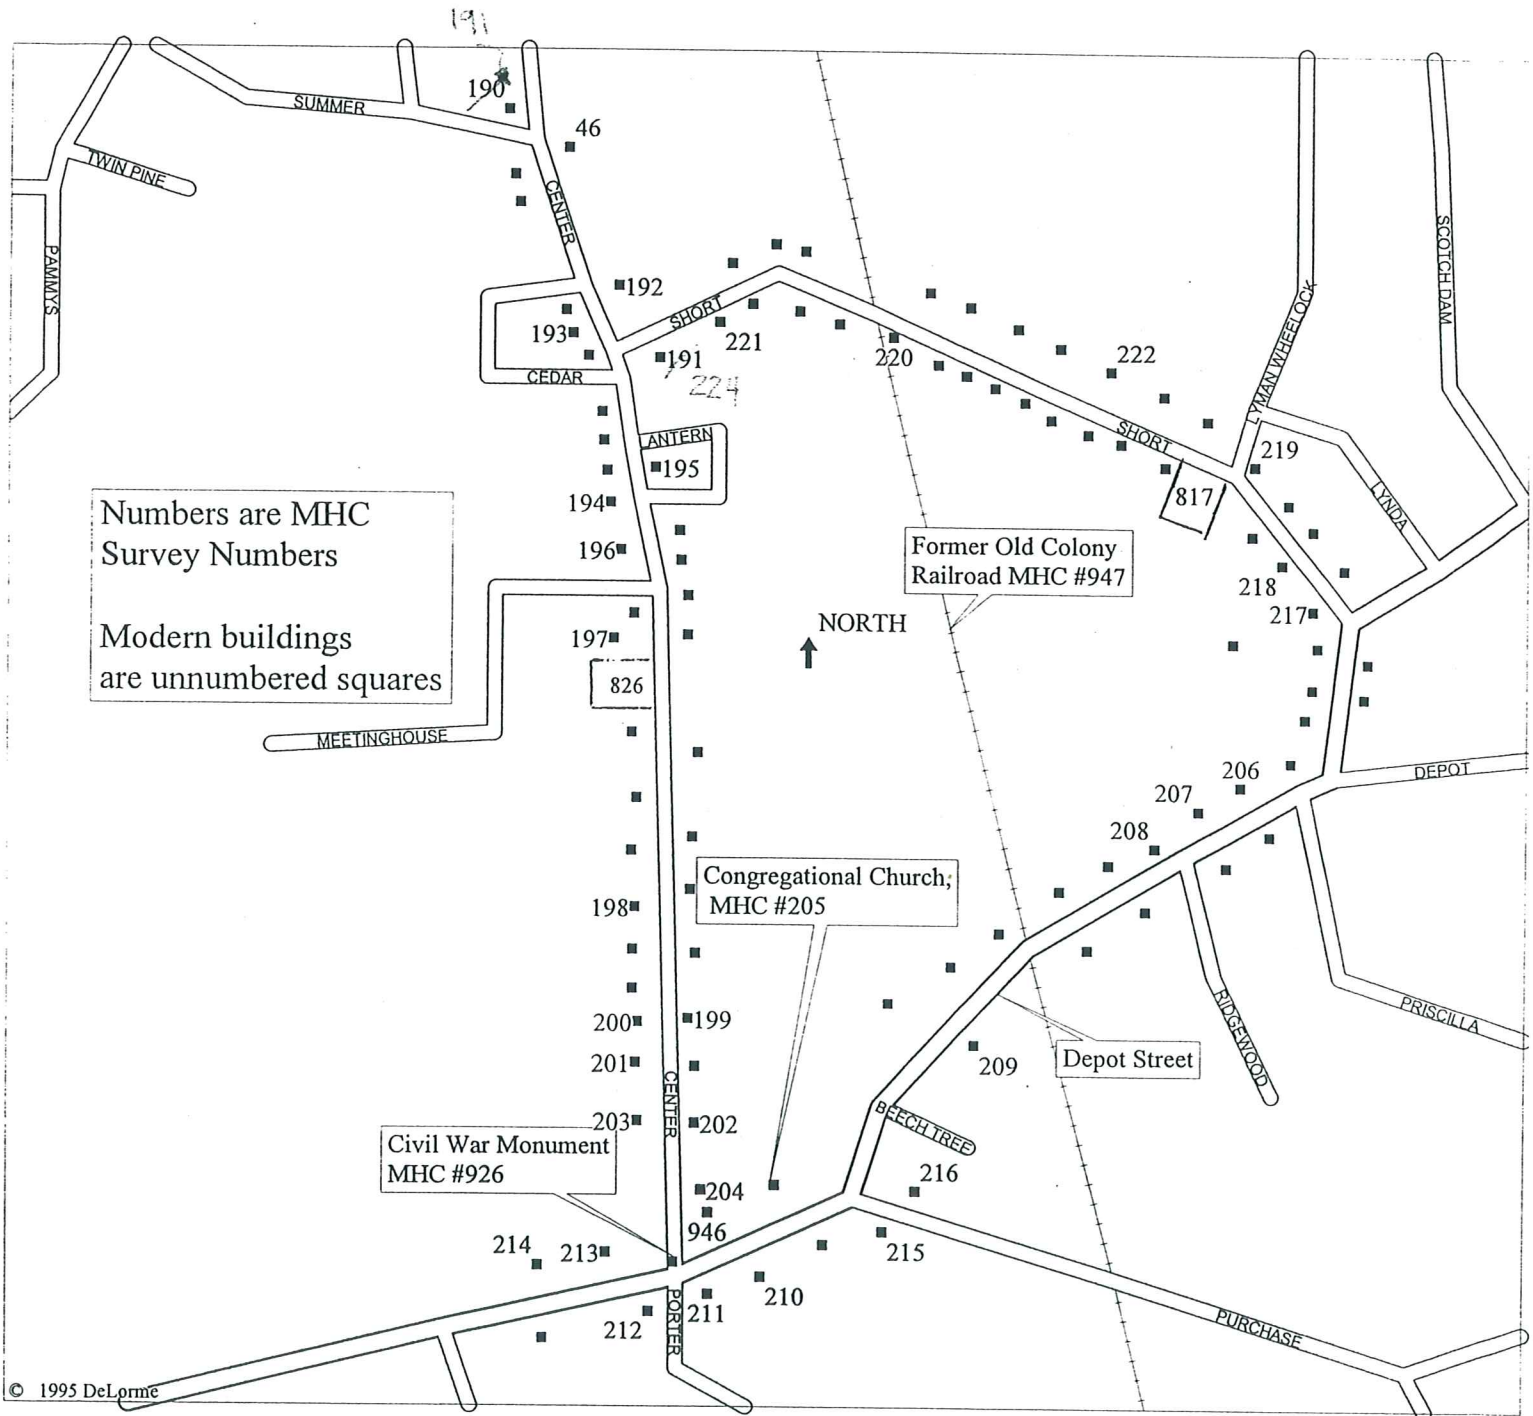 191
190
SUMMER
46
TWIN PINE
CENTER
PAMMYS
SCOTCH DAM
192
SHORT
LYMAN WHEELOCK
193
221
220
191
222
224
CEDAR
LANTERN
SHORT
195
219
817
LYNDA
194
Numbers are MHC
Survey Numbers
Modern buildings
are unnumbered squares
196
Former Old Colony
Railroad MHC #947
218
217
NORTH
197
826
MEETINGHOUSE
DEPOT
206
207
208
Congregational Church,
MHC #205
198
200
199
RIDGEWOOD
PRISCILLA
201
209
Depot Street
CENTER
BEECH TREE
203
202
Civil War Monument
MHC #926
204
216
946
214
213
215
210
211
212
PORTER
PURCHASE
© 1995 DeLorme